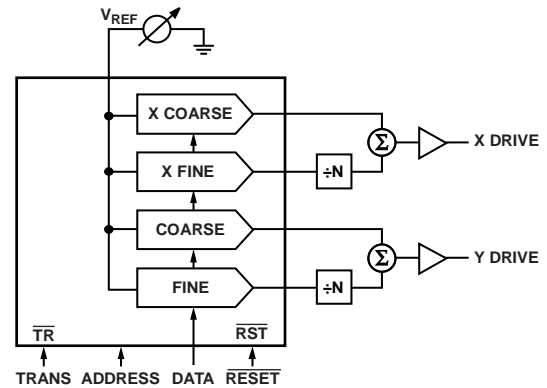 VREF
X COARSE
Σ
X DRIVE
X FINE
÷N
COARSE
Σ
Y DRIVE
FINE
÷N
TR
RST
TRANS ADDRESS DATA RESET